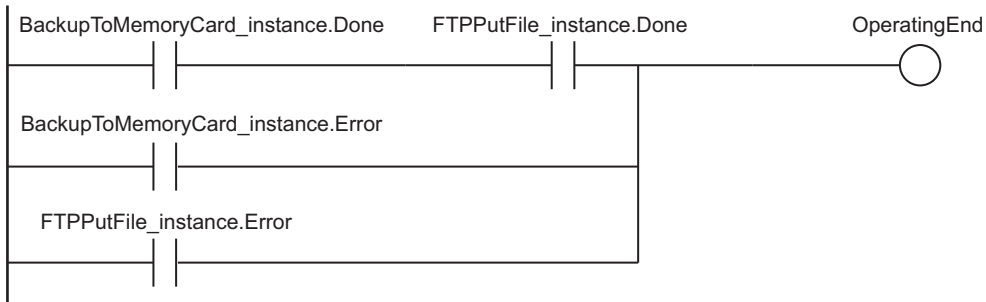 BackupToMemoryCard_instance.Done FTPPutFile_instance.Done OperatingEnd
BackupToMemoryCard_instance.Error
FTPPutFile_instance.Error